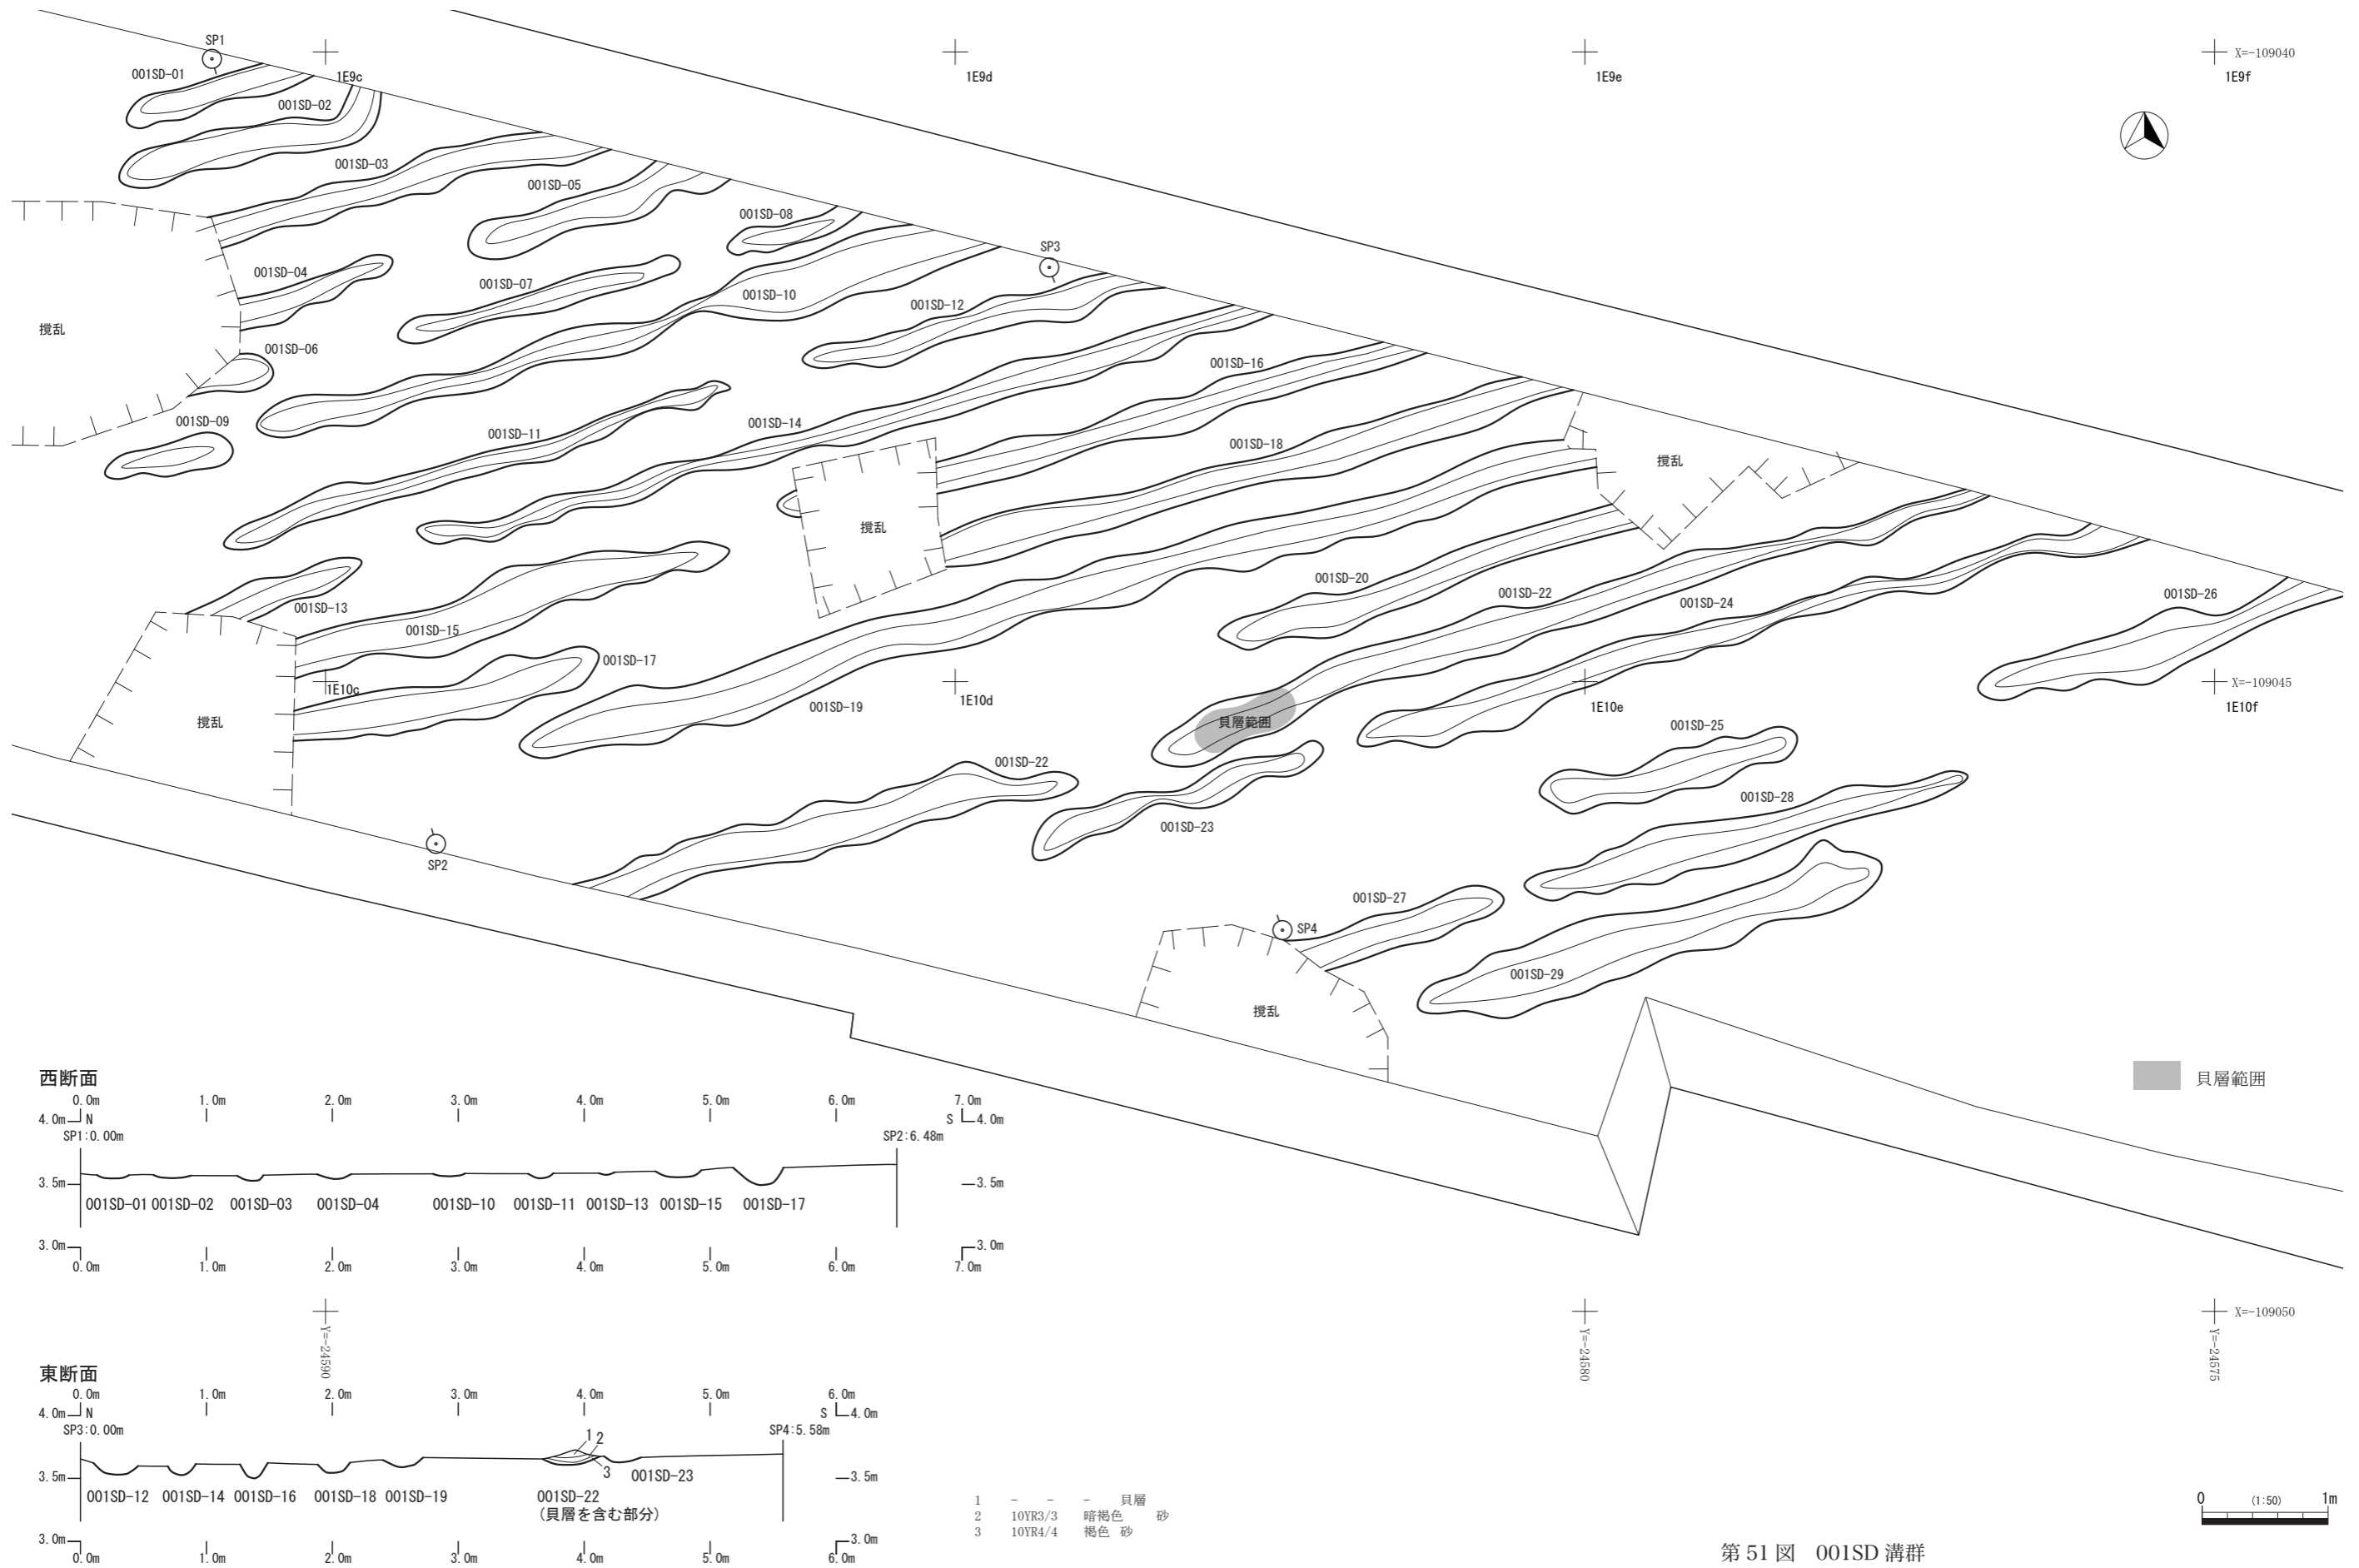 SP1
X=-109040
1E9c
1E9d
1E9e
1E9f
001SD-01
001SD-02
001SD-03
001SD-05
001SD-08
SP3
001SD-04
001SD-07
001SD-10
001SD-12
撹乱
001SD-06
001SD-16
001SD-09
001SD-11
001SD-14
001SD-18
撹乱
撹乱
001SD-20
001SD-22
001SD-24
001SD-26
001SD-13
001SD-15
001SD-17
1E10c
1E10d
X=-109045
001SD-19
1E10e
1E10f
撹乱
貝層範囲
001SD-25
001SD-22
001SD-28
001SD-23
SP2
001SD-27
SP4
001SD-29
撹乱
貝層範囲
西断面
0.0m 1.0m 2.0m 3.0m 4.0m 5.0m 6.0m 7.0m
4.0m N S 4.0m
SP1:0.00m SP2:6.48m
3.5m 3.5m
001SD-01 001SD-02 001SD-03 001SD-04 001SD-10 001SD-11 001SD-13 001SD-15 001SD-17
3.0m 3.0m
0.0m 1.0m 2.0m 3.0m 4.0m 5.0m 6.0m 7.0m
X=-109050
Y=-24590
Y=-24580
Y=-24575
東断面
0.0m 1.0m 2.0m 3.0m 4.0m 5.0m 6.0m
4.0m N S 4.0m
SP3:0.00m SP4:5.58m
1 2
3
3.5m 3.5m
001SD-23
001SD-12 001SD-14 001SD-16 001SD-18 001SD-19 001SD-22
(貝層を含む部分)
3.0m 3.0m
0.0m 1.0m 2.0m 3.0m 4.0m 5.0m 6.0m
1 - - - 貝層
2 10YR3/3 暗褐色 砂
3 10YR4/4 褐色 砂
0 (1:50) 1m
第51図 001SD溝群